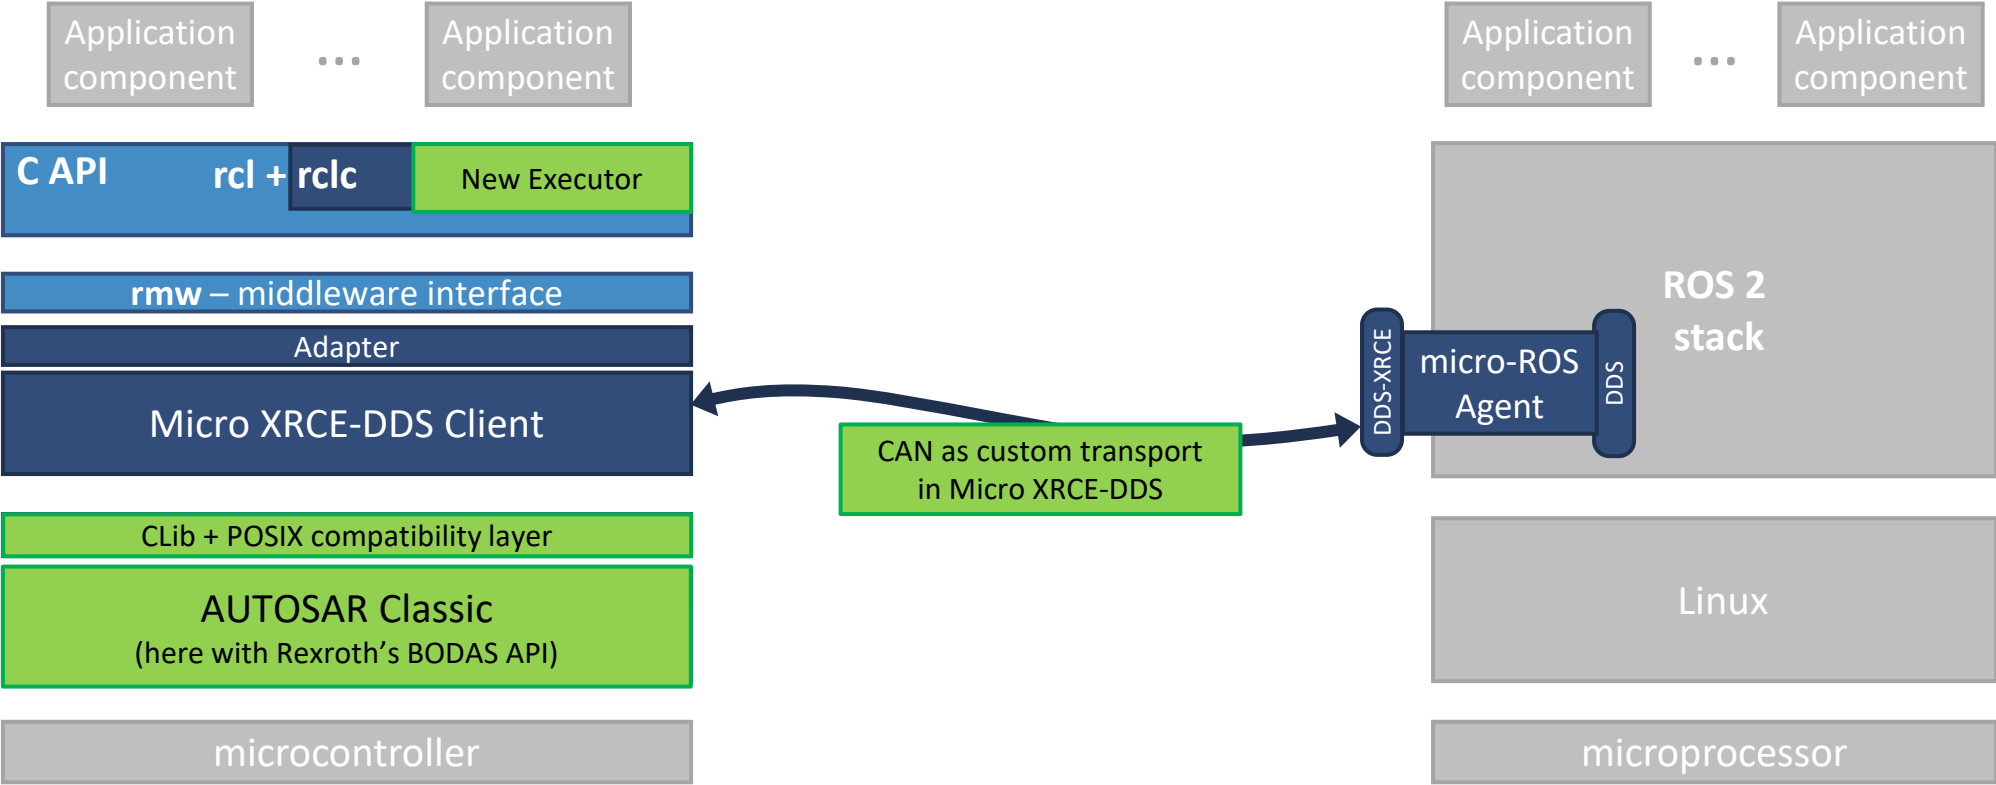 Application
component
...
Application
component
Application
component
...
Application
component
C API
rcl + rclc
New Executor
rmw – middleware interface
Adapter
Micro XRCE-DDS Client
CLib + POSIX compatibility layer
AUTOSAR Classic
(here with Rexroth’s BODAS API)
microcontroller
CAN as custom transport
in Micro XRCE-DDS
ROS 2
stack
DDS-XRCE
micro-ROS
Agent
DDS
Linux
microprocessor